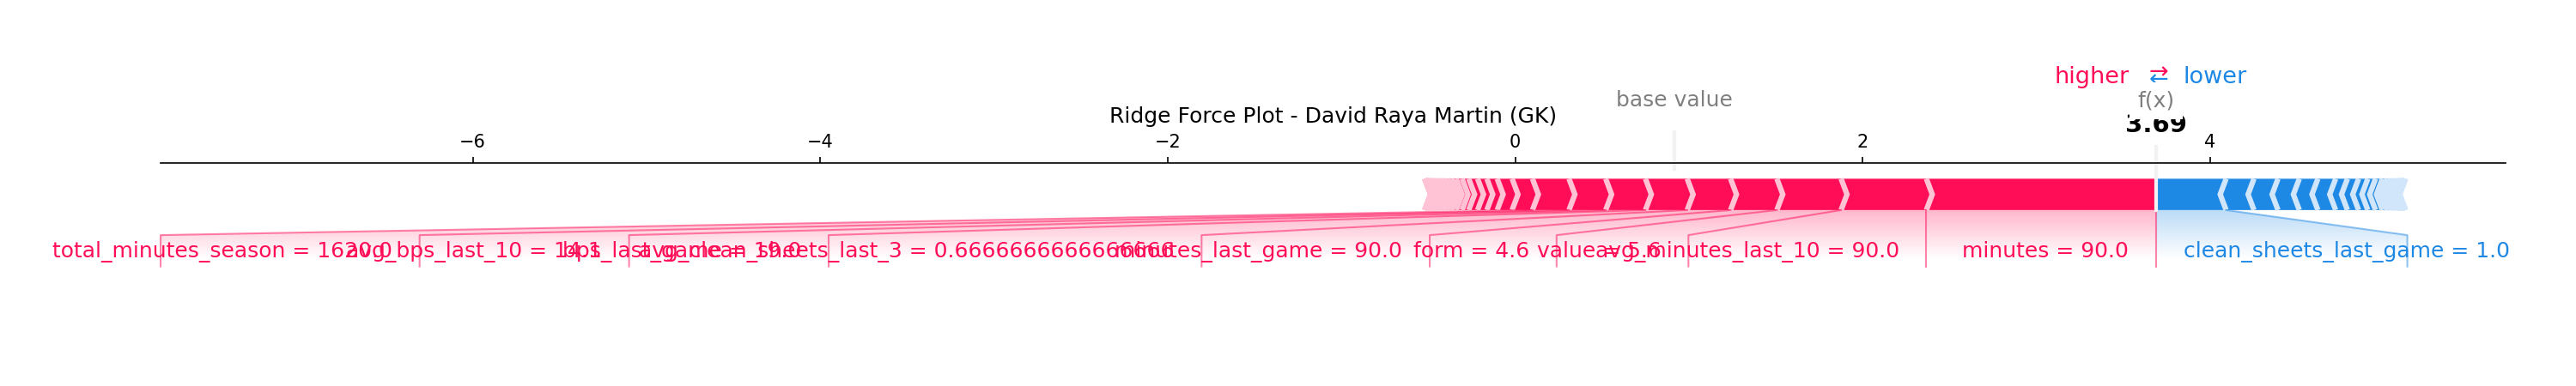 higher ⇄ lower
f(x)
base value
3.69
Ridge Force Plot - David Raya Martin (GK)
−6 −4 −2 0 2 4
total_minutes_season = 1620.0 avg_bps_last_10 = 14.1 bps_last_game = 19.0 avg_clean_sheets_last_3 = 0.6666666666666666 minutes_last_game = 90.0 form = 4.6 value = 5.6 avg_minutes_last_10 = 90.0 minutes = 90.0 clean_sheets_last_game = 1.0